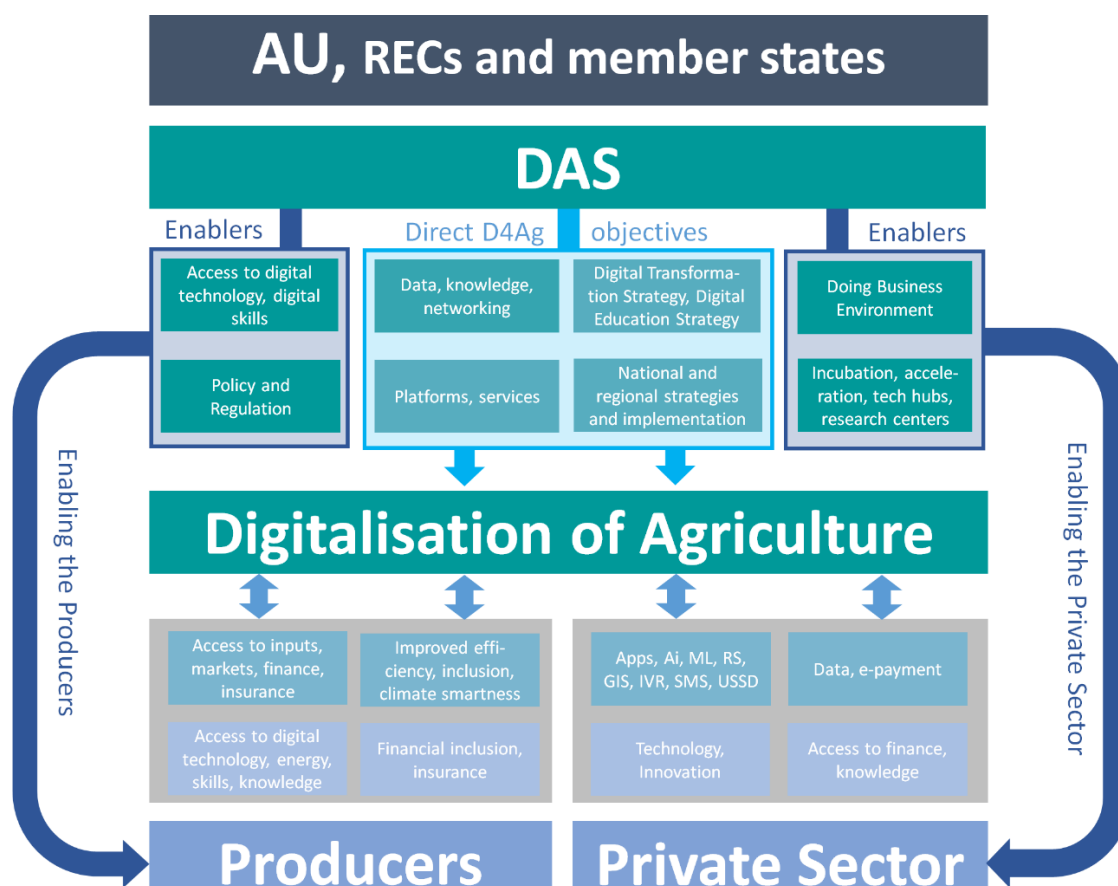 AU, RECs and member states
DAS
Enablers
Direct D4Ag objectives
Enablers
Access to digital
technology, digital
skills
Policy and
Regulation
Data, knowledge,
networking
Digital Transforma-
tion Strategy, Digital
Education Strategy
Platforms, services
National and
regional strategies
and implementation
Doing Business
Environment
Incubation, accele-
ration, tech hubs,
research centers
Enabling the Producers
Enabling the Private Sector
Digitalisation of Agriculture
Access to inputs,
markets, finance,
insurance
Improved effi-
ciency, inclusion,
climate smartness
Apps, Ai, ML, RS,
GIS, IVR, SMS, USSD
Data, e-payment
Access to digital
technology, energy,
skills, knowledge
Financial inclusion,
insurance
Technology,
Innovation
Access to finance,
knowledge
Producers
Private Sector